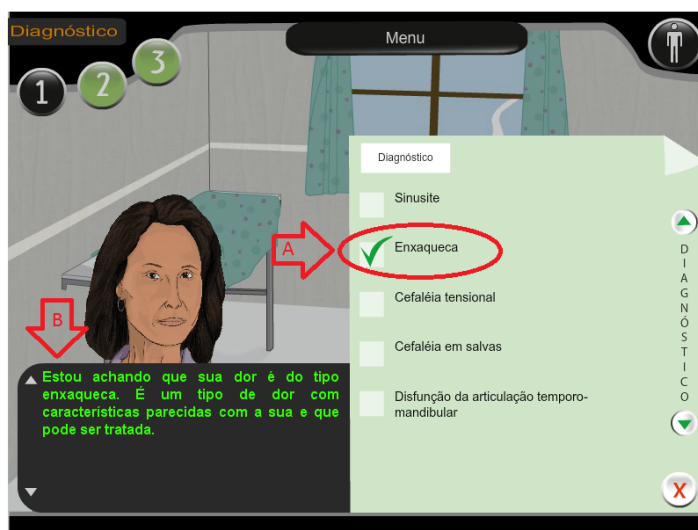 Diagnóstico
Menu
1
2
3
Diagnóstico
Sinusite
A
Enxaqueca
Cefaléia tensional
Cefaléia em salvas
Disfunção da articulação temporo-
mandibular
DIAGNÓSTICO
B
Estou achando que sua dor é do tipo
enxaqueca. É um tipo de dor com
características parecidas com a sua e que
pode ser tratada.
X